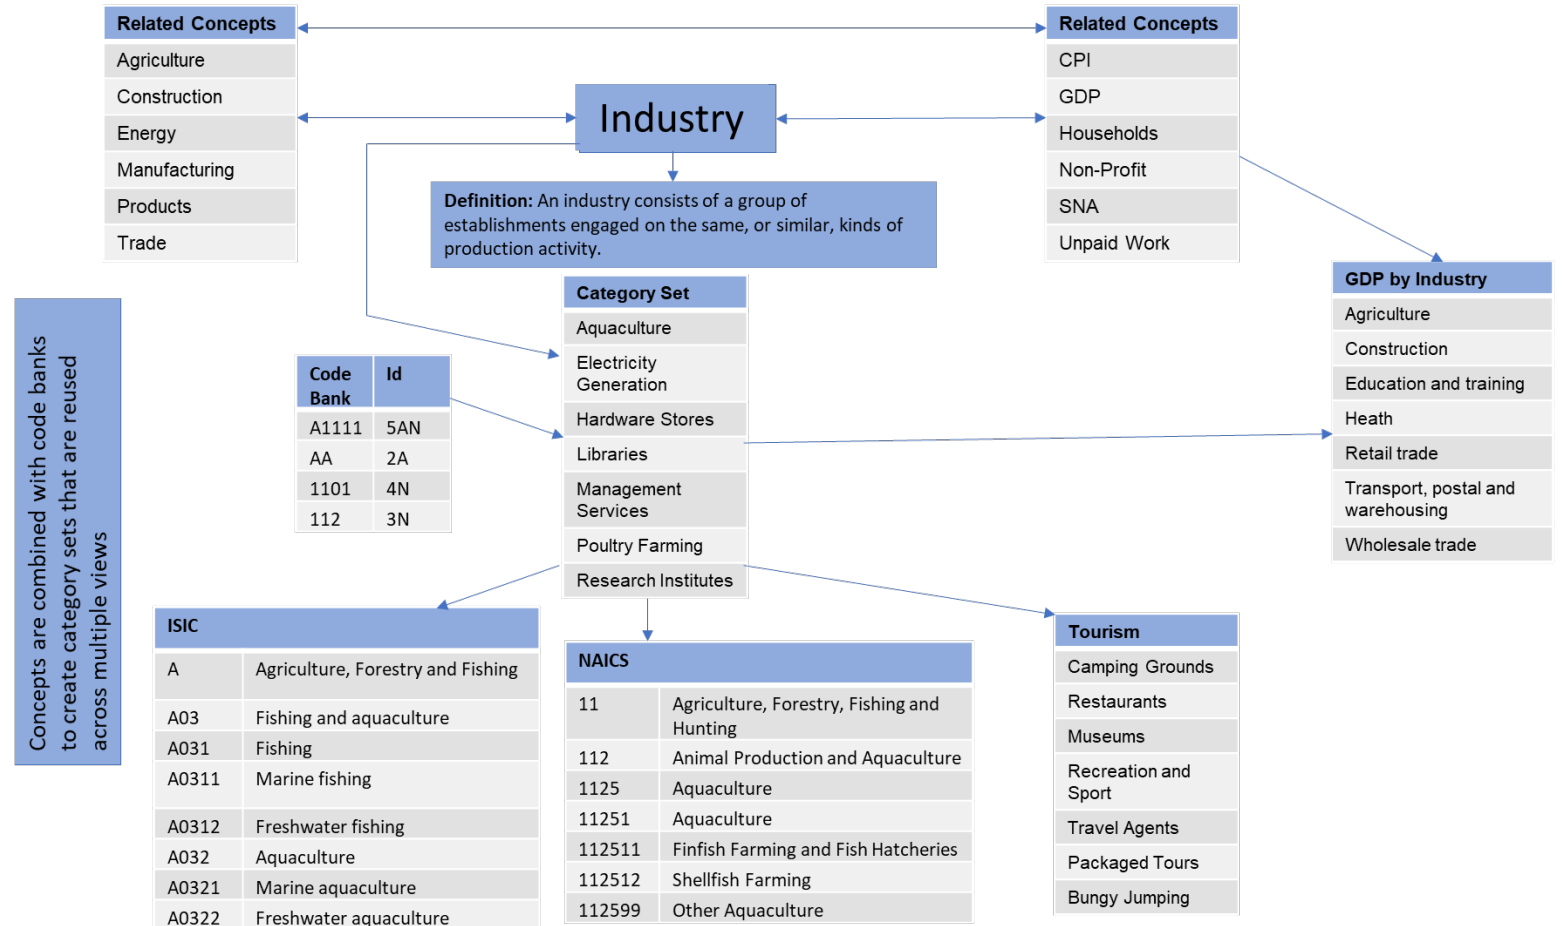 Related Concepts
Agriculture
Construction
Energy
Manufacturing
Products
Trade
Industry
Related Concepts
CPI
GDP
Households
Non-Profit
SNA
Unpaid Work
Definition: An industry consists of a group of
establishments engaged on the same, or similar, kinds of
production activity.
GDP by Industry
Agriculture
Construction
Education and training
Heath
Retail trade
Transport, postal and
warehousing
Wholesale trade
Concepts are combined with code banks
to create category sets that are reused
across multiple views
Code Id
Bank
A1111 5AN
AA 2A
1101 4N
112 3N
Category Set
Aquaculture
Electricity
Generation
Hardware Stores
Libraries
Management
Services
Poultry Farming
Research Institutes
ISIC
A Agriculture, Forestry and Fishing
A03 Fishing and aquaculture
A031 Fishing
A0311 Marine fishing
A0312 Freshwater fishing
A032 Aquaculture
A0321 Marine aquaculture
A0322 Freshwater aquaculture
NAICS
11 Agriculture, Forestry, Fishing and
Hunting
112 Animal Production and Aquaculture
1125 Aquaculture
11251 Aquaculture
112511 Finfish Farming and Fish Hatcheries
112512 Shellfish Farming
112599 Other Aquaculture
Tourism
Camping Grounds
Restaurants
Museums
Recreation and
Sport
Travel Agents
Packaged Tours
Bungy Jumping